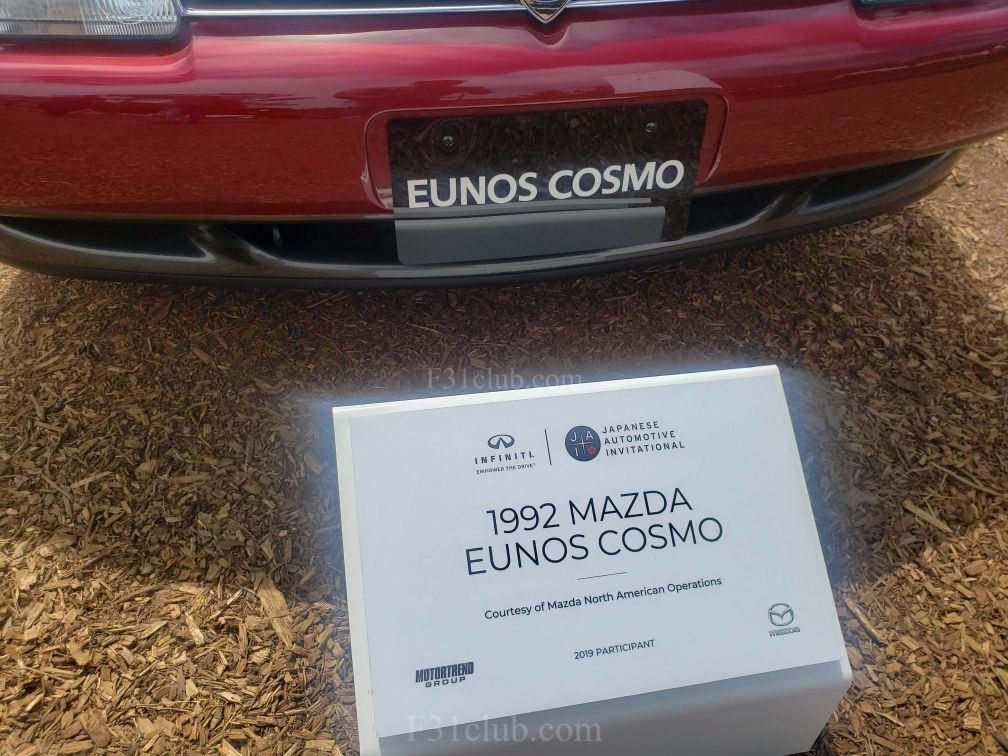 EUNOS COSMO
F31club.com
INFINITI
EMPOWER THE DRIVE
JAI
JAPANESE
AUTOMOTIVE
INVITATIONAL
1992 MAZDA
EUNOS COSMO
Courtesy of Mazda North American Operations
2019 PARTICIPANT
MOTORTREND
GROUP
mazda
F31club.com